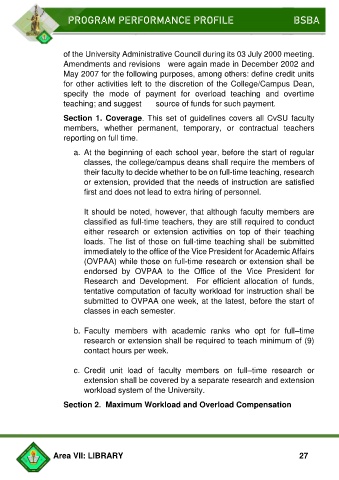 PROGRAM PERFORMANCE PROFILE BSBA
of the University Administrative Council during its 03 July 2000 meeting.
Amendments and revisions were again made in December 2002 and
May 2007 for the following purposes, among others: define credit units
for other activities left to the discretion of the College/Campus Dean,
specify the mode of payment for overload teaching and overtime
teaching; and suggest source of funds for such payment.
Section 1. Coverage. This set of guidelines covers all CvSU faculty
members, whether permanent, temporary, or contractual teachers
reporting on full time.
a. At the beginning of each school year, before the start of regular
classes, the college/campus deans shall require the members of
their faculty to decide whether to be on full-time teaching, research
or extension, provided that the needs of instruction are satisfied
first and does not lead to extra hiring of personnel.
It should be noted, however, that although faculty members are
classified as full-time teachers, they are still required to conduct
either research or extension activities on top of their teaching
loads. The list of those on full-time teaching shall be submitted
immediately to the office of the Vice President for Academic Affairs
(OVPAA) while those on full-time research or extension shall be
endorsed by OVPAA to the Office of the Vice President for
Research and Development. For efficient allocation of funds,
tentative computation of faculty workload for instruction shall be
submitted to OVPAA one week, at the latest, before the start of
classes in each semester.
b. Faculty members with academic ranks who opt for full–time
research or extension shall be required to teach minimum of (9)
contact hours per week.
c. Credit unit load of faculty members on full–time research or
extension shall be covered by a separate research and extension
workload system of the University.
Section 2. Maximum Workload and Overload Compensation
Area VII: LIBRARY 27